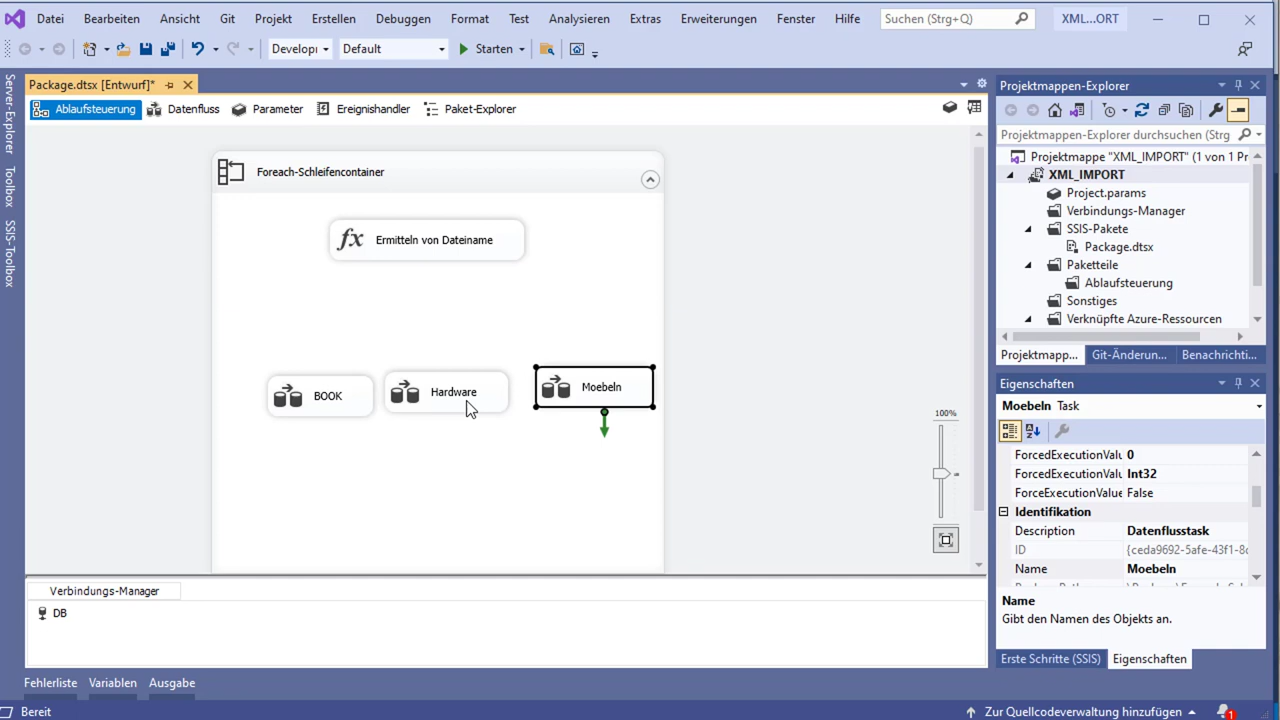 Datei Bearbeiten Ansicht Git Projekt Erstellen Debuggen Format Test Analysieren Extras Erweiterungen Fenster Hilfe Suchen (Strg+Q) XML...ORT
Developi Default Starten
Server-Explorer
Toolbox
SSIS-Toolbox
Package.dtsx [Entwurf]*
Ablaufsteuerung Datenfluss Parameter Ereignishandler Paket-Explorer
Foreach-Schleifencontainer
fx Ermitteln von Dateiname
BOOK Hardware Moebeln
100%
Verbindungs-Manager
DB
Fehlerliste Variablen Ausgabe
Projektmappen-Explorer
Projektmappen-Explorer durchsuchen (Strg
Projektmappe "XML_IMPORT" (1 von 1 Pr
XML_IMPORT
Project.params
Verbindungs-Manager
SSIS-Pakete
Package.dtsx
Paketteile
Ablaufsteuerung
Sonstiges
Verknüpfte Azure-Ressourcen
Projektmapp... Git-Änderun... Benachrichti...
Eigenschaften
Moebeln Task
ForcedExecutionValu 0
ForcedExecutionValu Int32
ForceExecutionValue False
Identifikation
Description Datenflusstask
ID {ceda9692-5afe-43f1-8c
Name Moebeln
Name
Gibt den Namen des Objekts an.
Erste Schritte (SSIS) Eigenschaften
Bereit Zur Quellcodeverwaltung hinzufügen 1